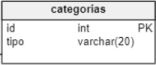 categorias
id int PK
tipo varchar(20)